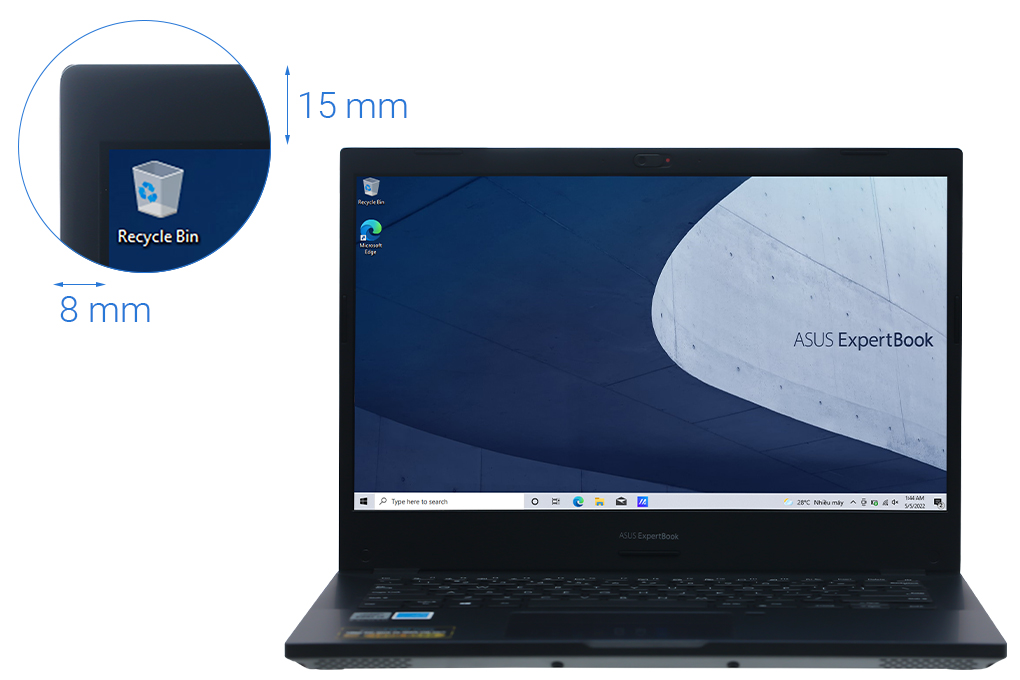 15 mm
Recycle Bin
8 mm
Recycle Bin
Microsoft
Edge
ASUS ExpertBook
Type here to search
28°C Nhiều mây
1:44 AM
5/5/2022
ASUS ExpertBook